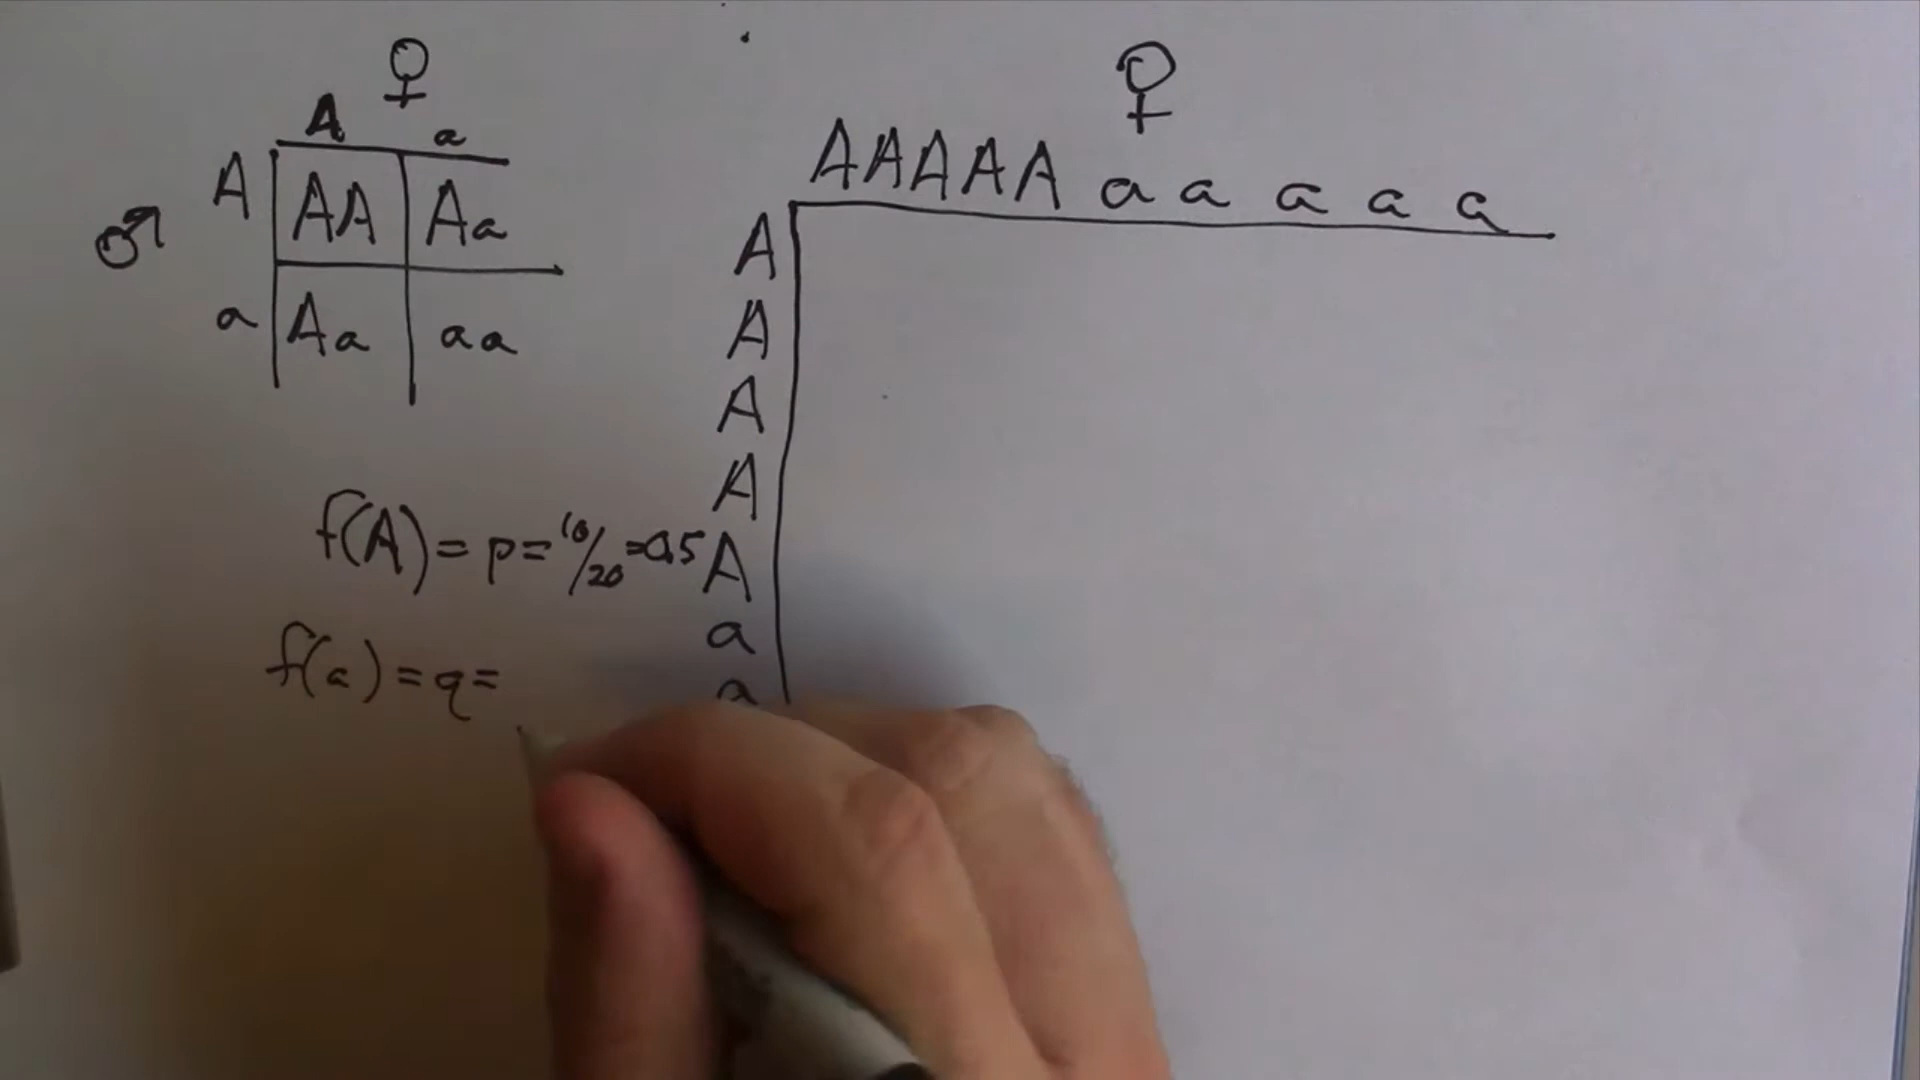 ♀
A a
♂
A AA Aa
a Aa aa
♀
AAAAA a a a a a
A
A
A
A
A
a
a
f(A) = p = 10/20 = 0.5
f(a) = q =